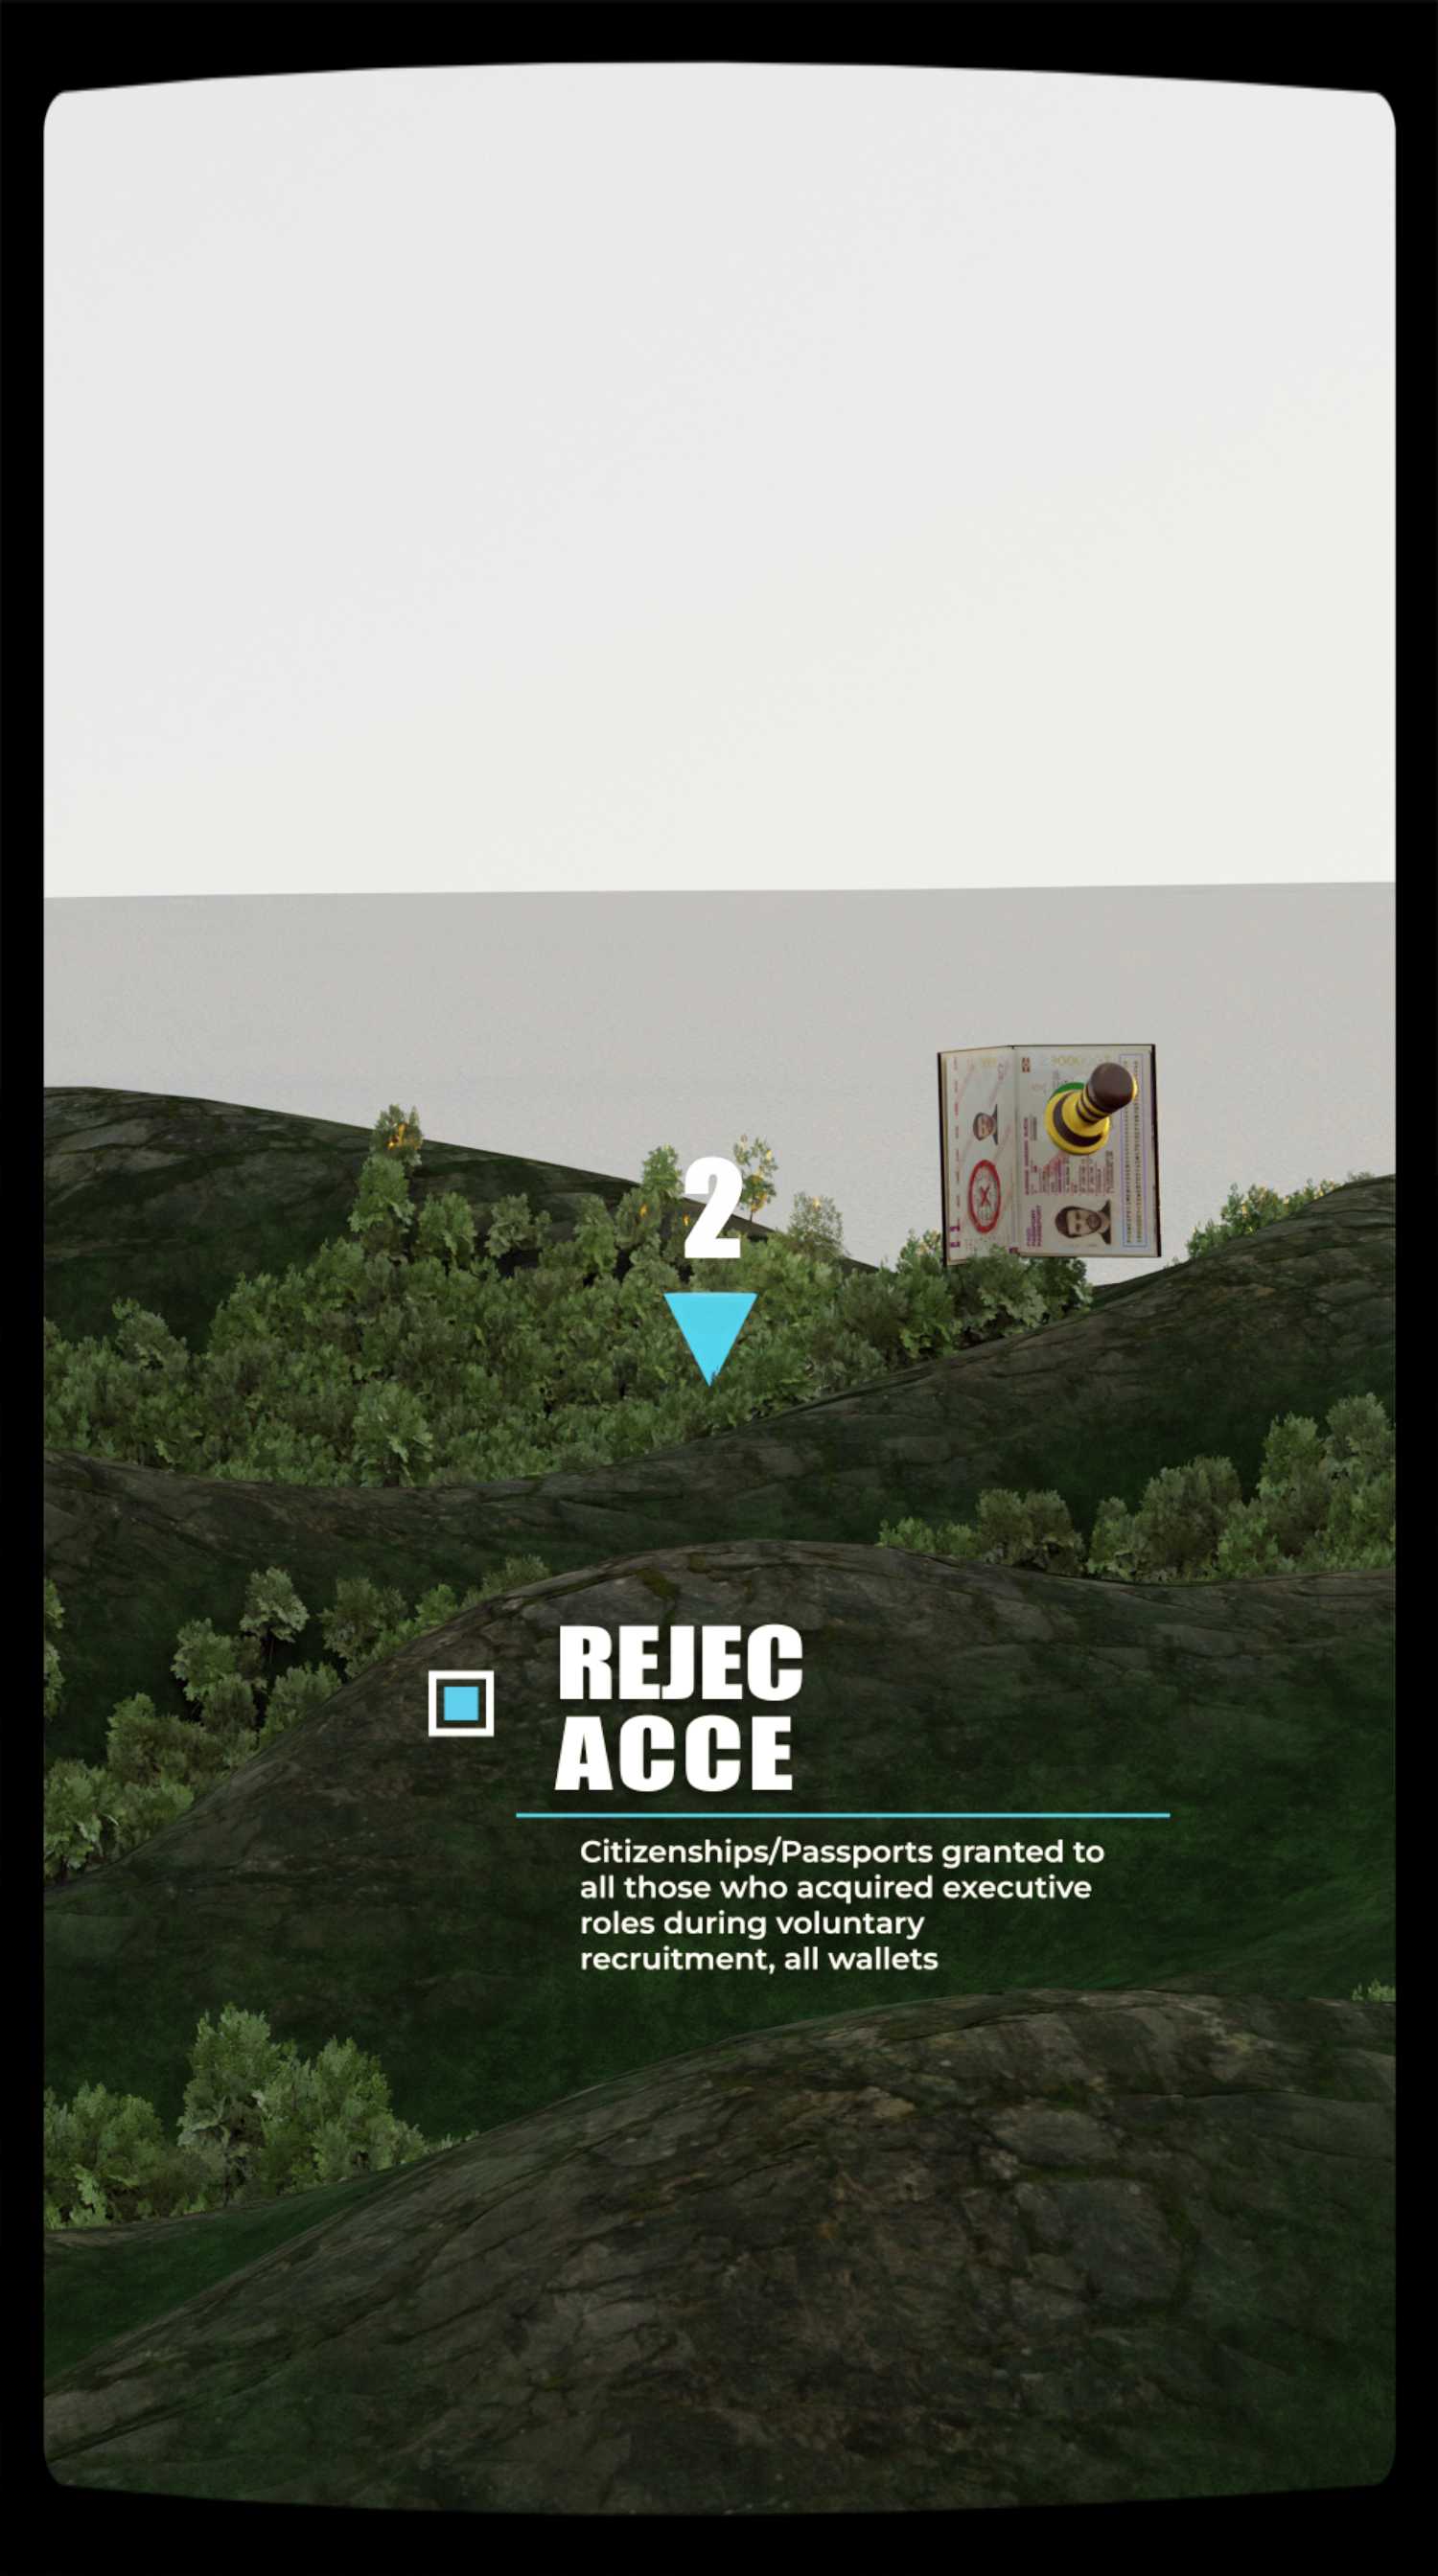 2
REJEC
ACCE
Citizenships/Passports granted to
all those who acquired executive
roles during voluntary
recruitment, all wallets